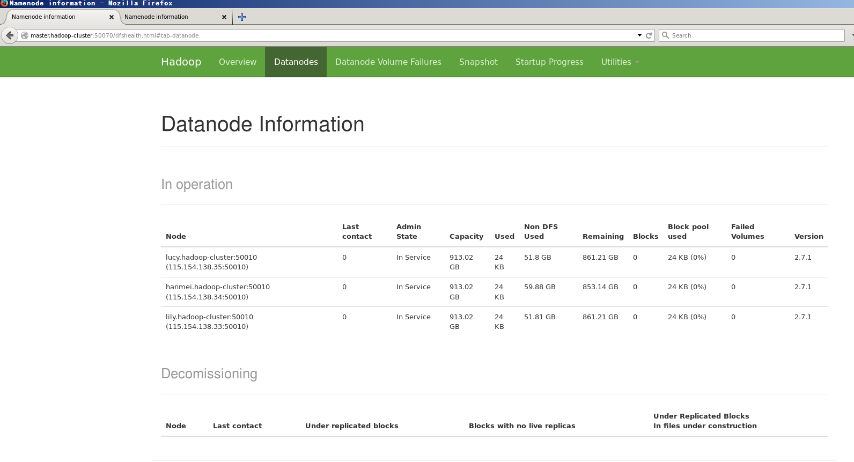 Namenode information - Mozilla Firefox
Namenode information × Namenode information ×
master.hadoop-cluster:50070/dfshealth.html#tab-datanode Search
Hadoop Overview Datanodes Datanode Volume Failures Snapshot Startup Progress Utilities
Datanode Information
In operation
Node Last contact Admin State Capacity Used Non DFS Used Remaining Blocks Block pool used Failed Volumes Version
lucy.hadoop-cluster:50010 (115.154.138.35:50010) 0 In Service 913.02 GB 24 KB 51.8 GB 861.21 GB 0 24 KB (0%) 0 2.7.1
hanmei.hadoop-cluster:50010 (115.154.138.34:50010) 0 In Service 913.02 GB 24 KB 59.88 GB 853.14 GB 0 24 KB (0%) 0 2.7.1
lily.hadoop-cluster:50010 (115.154.138.33:50010) 0 In Service 913.02 GB 24 KB 51.81 GB 861.21 GB 0 24 KB (0%) 0 2.7.1
Decomissioning
Node Last contact Under replicated blocks Blocks with no live replicas Under Replicated Blocks In files under construction